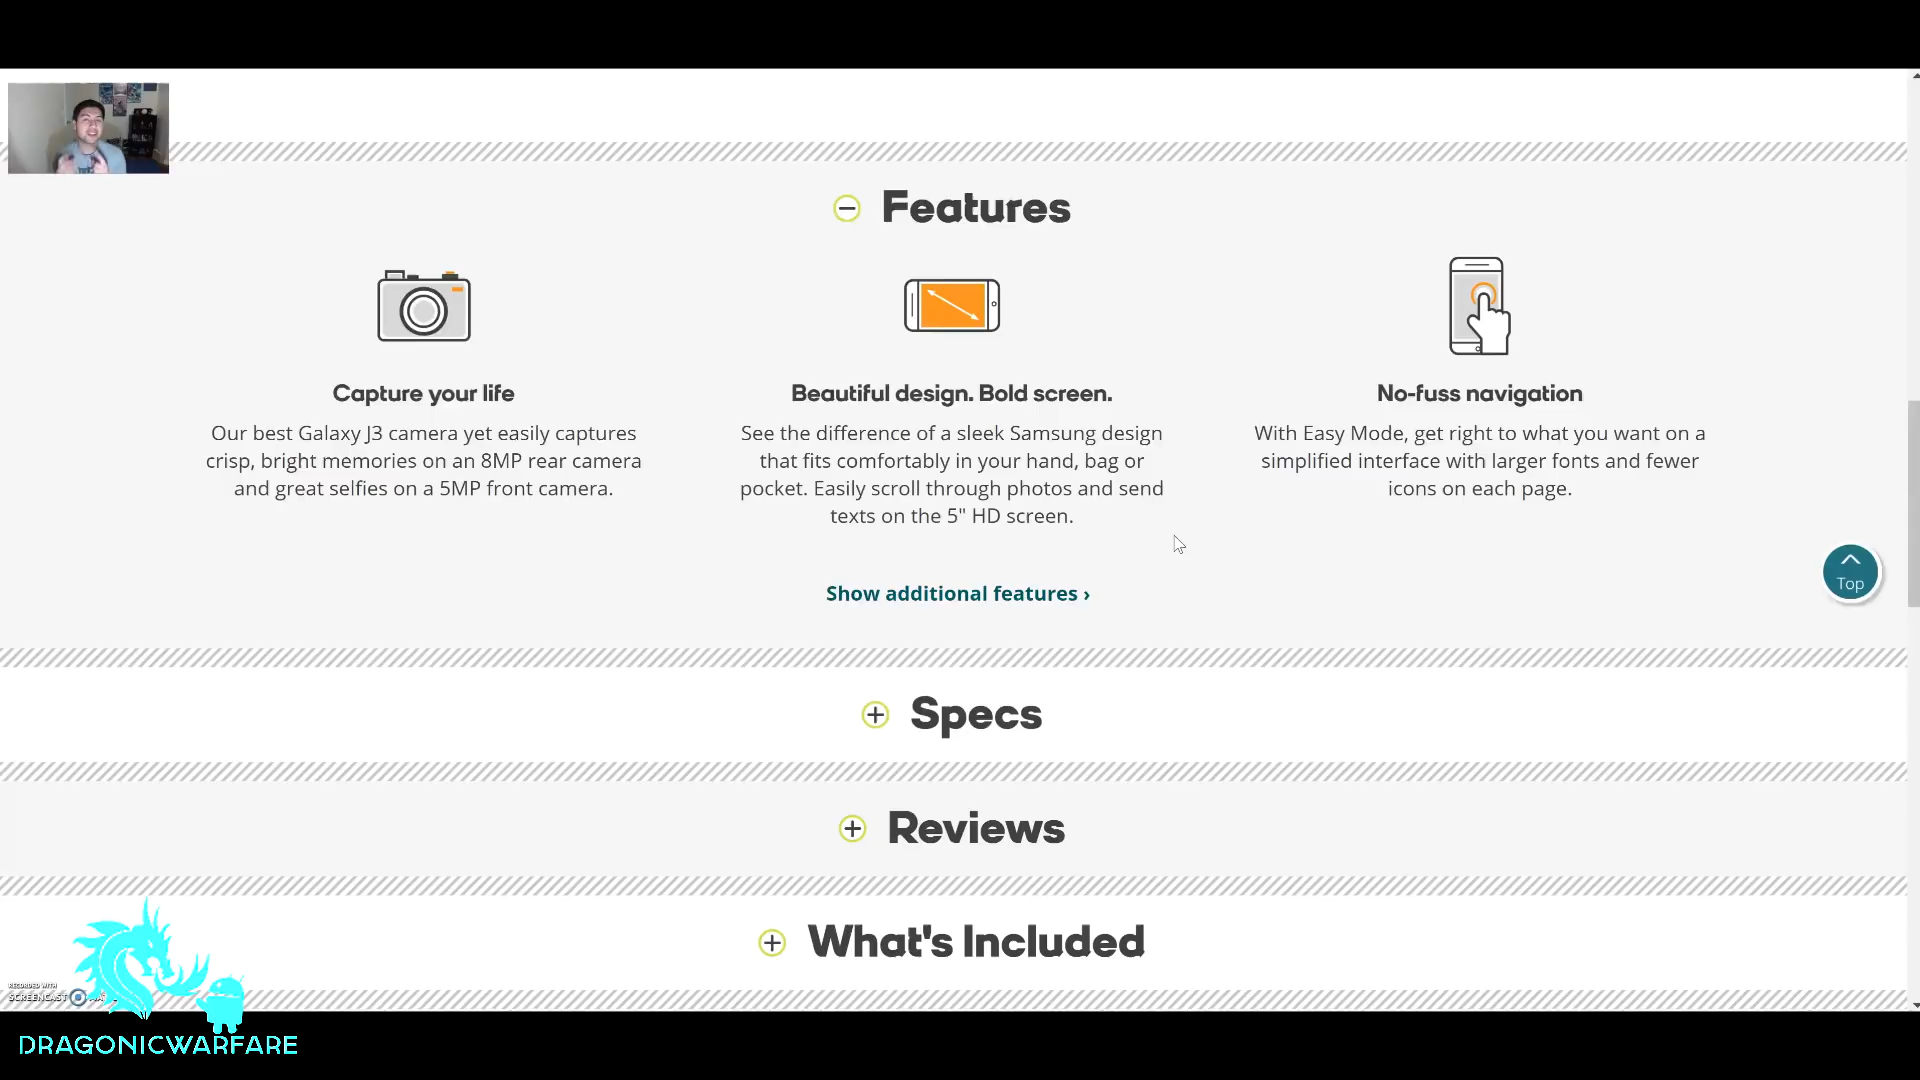 Features
Capture your life
Our best Galaxy J3 camera yet easily captures
crisp, bright memories on an 8MP rear camera
and great selfies on a 5MP front camera.
Beautiful design. Bold screen.
See the difference of a sleek Samsung design
that fits comfortably in your hand, bag or
pocket. Easily scroll through photos and send
texts on the 5" HD screen.
No-fuss navigation
With Easy Mode, get right to what you want on a
simplified interface with larger fonts and fewer
icons on each page.
Show additional features ›
Top
Specs
Reviews
What's Included
RECORDED WITH
DRAGONICWARFARE